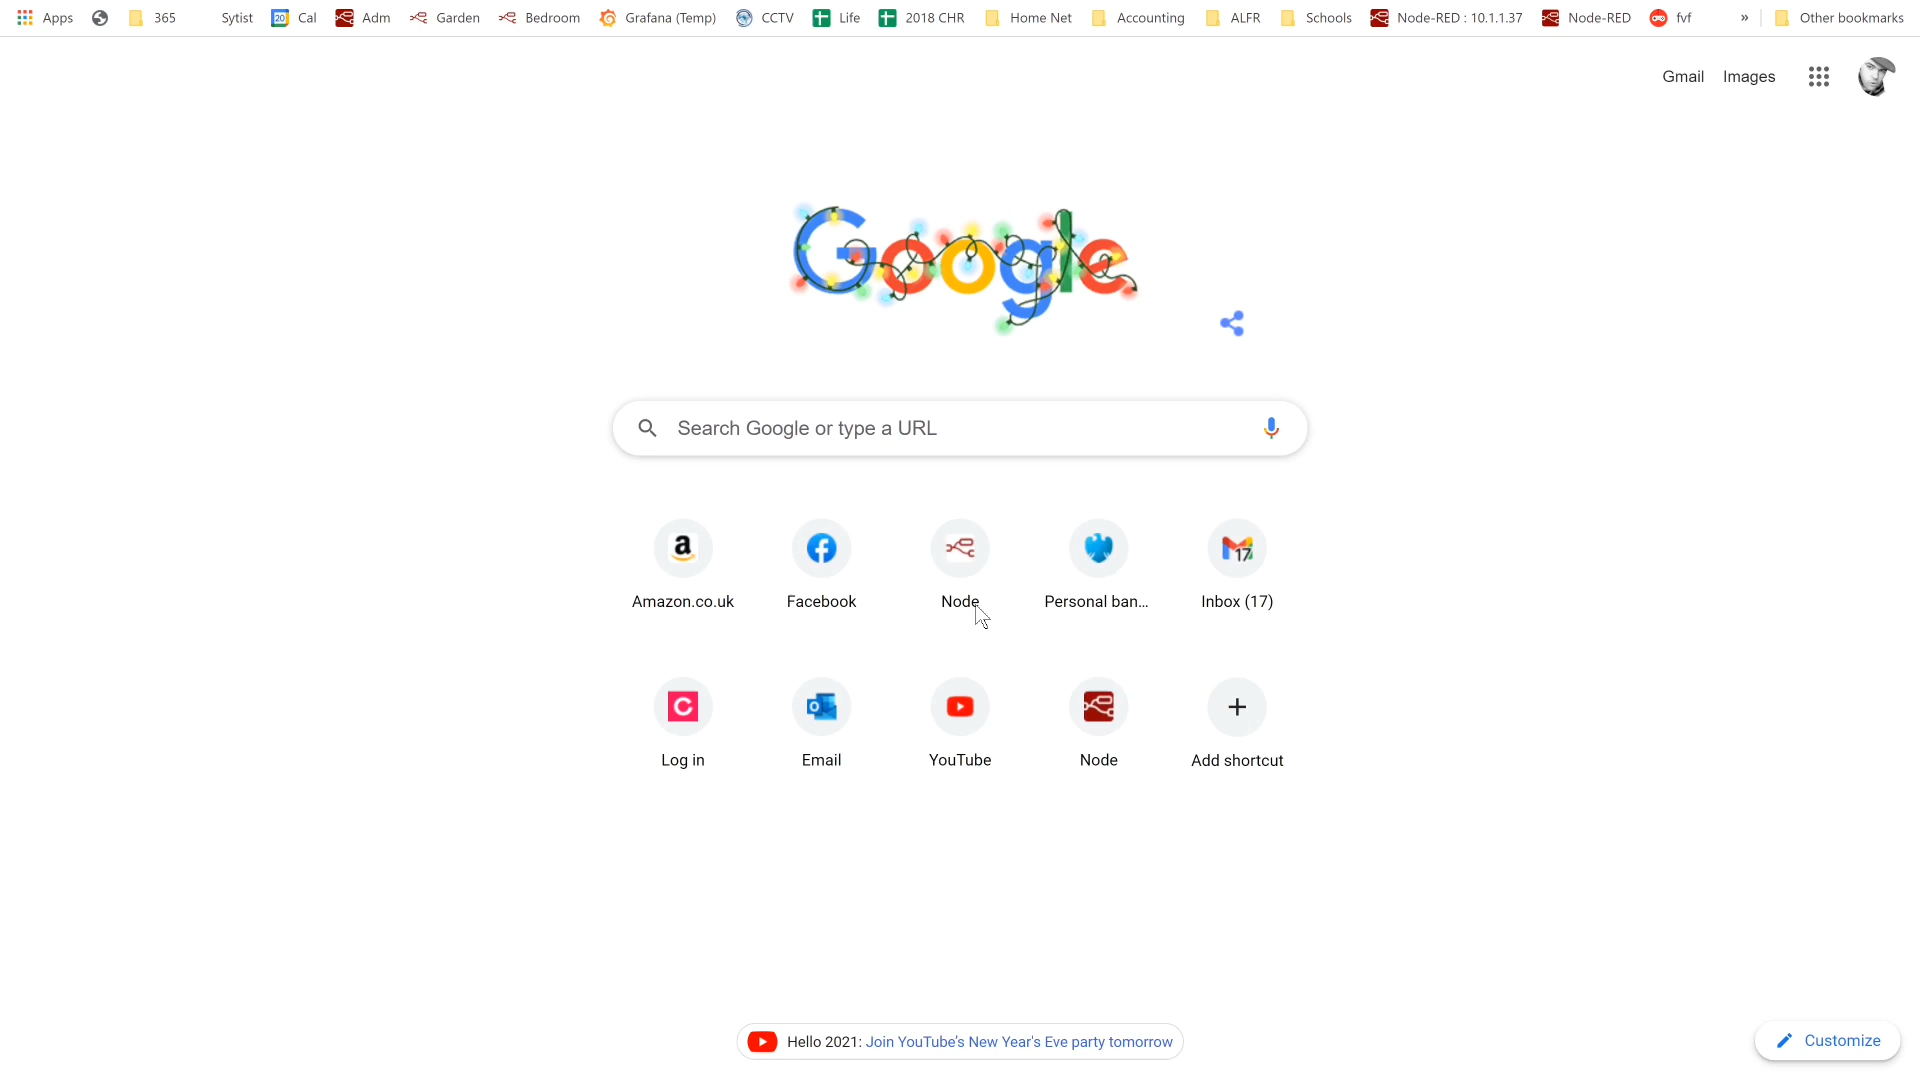 Apps 365 Sytist Cal Adm Garden Bedroom Grafana (Temp) CCTV Life 2018 CHR Home Net Accounting ALFR Schools Node-RED : 10.1.1.37 Node-RED fvf » Other bookmarks
Gmail Images
Google
Search Google or type a URL
Amazon.co.uk Facebook Node Personal ban... Inbox (17)
Log in Email YouTube Node Add shortcut
Hello 2021: Join YouTube's New Year's Eve party tomorrow
Customize